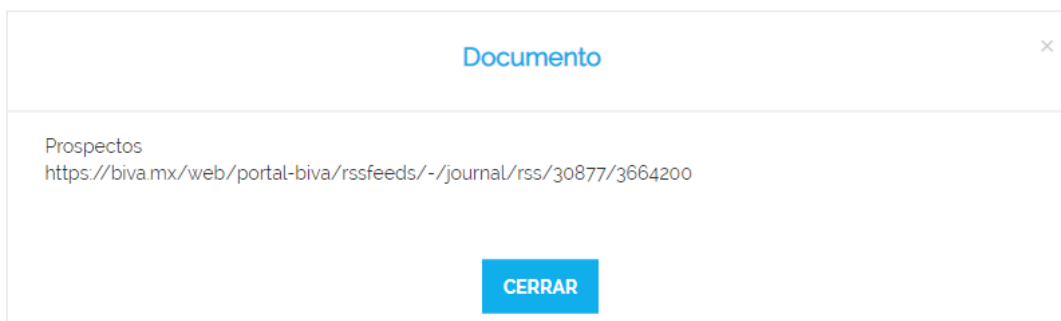 Documento
×
Prospectos
https://biva.mx/web/portal-biva/rssfeeds/-/journal/rss/30877/3664200
CERRAR